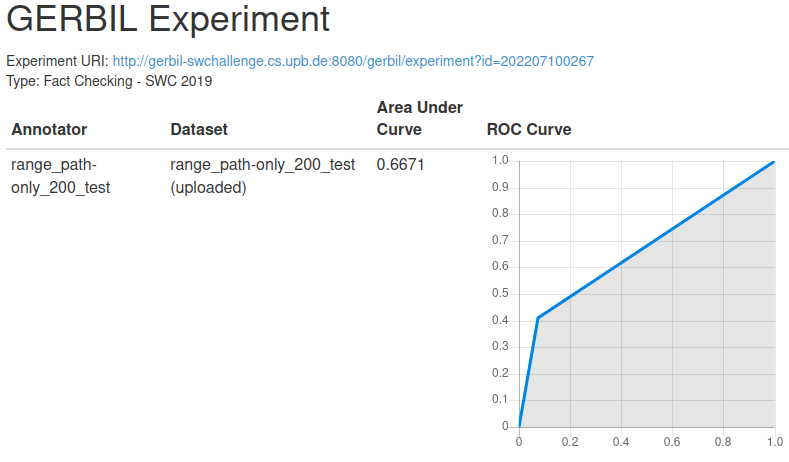 GERBIL Experiment
Experiment URI: http://gerbil-swchallenge.cs.upb.de:8080/gerbil/experiment?id=202207100267
Type: Fact Checking - SWC 2019
Annotator Dataset Area Under Curve ROC Curve
range_path-only_200_test range_path-only_200_test (uploaded) 0.6671
1.0
0.9
0.8
0.7
0.6
0.5
0.4
0.3
0.2
0.1
0
0 0.2 0.4 0.6 0.8 1.0